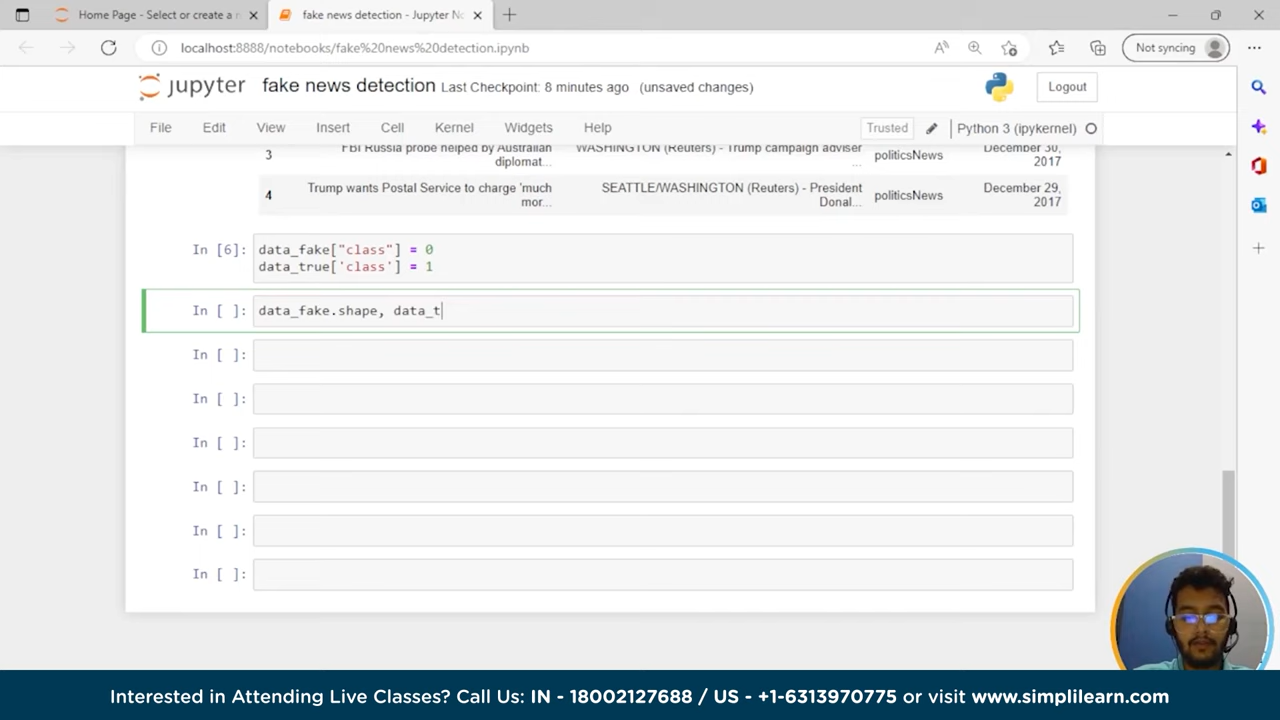 Home Page - Select or create a n
fake news detection - Jupyter No
localhost:8888/notebooks/fake%20news%20detection.ipynb
Not syncing
jupyter fake news detection Last Checkpoint: 8 minutes ago (unsaved changes)
Logout
File Edit View Insert Cell Kernel Widgets Help
Trusted Python 3 (ipykernel)
3 FBI Russia probe helped by Australian WASHINGTON (Reuters) - Trump campaign adviser politicsNews December 30,
diplomat... ... 2017
4 Trump wants Postal Service to charge 'much SEATTLE/WASHINGTON (Reuters) - President politicsNews December 29,
mor... Donal... 2017
In [6]: data_fake["class"] = 0
data_true['class'] = 1
In [ ]: data_fake.shape, data_t
In [ ]:
In [ ]:
In [ ]:
In [ ]:
In [ ]:
In [ ]:
Interested in Attending Live Classes? Call Us: IN - 18002127688 / US - +1-6313970775 or visit www.simplilearn.com